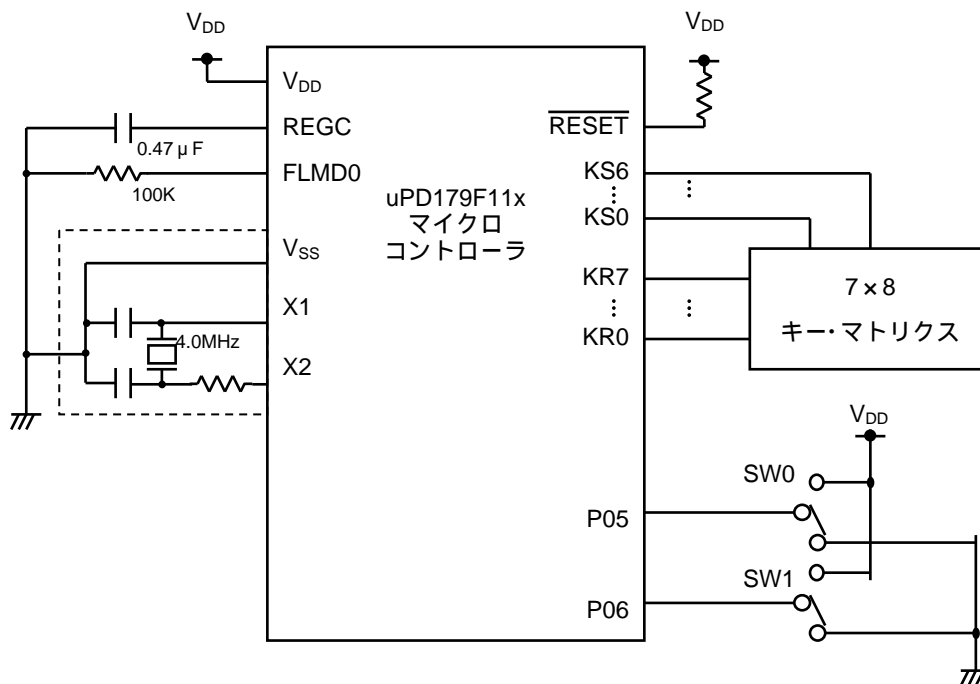 VDD
VDD
VDD
REGC
0.47μF
FLMD0
100K
VSS
X1
4.0MHz
X2
uPD179F11x
マイクロ
コントローラ
RESET
KS6
⋮
⋮
KS0
KR7
⋮
⋮
KR0
7×8
キー・マトリクス
VDD
SW0
P05
SW1
P06